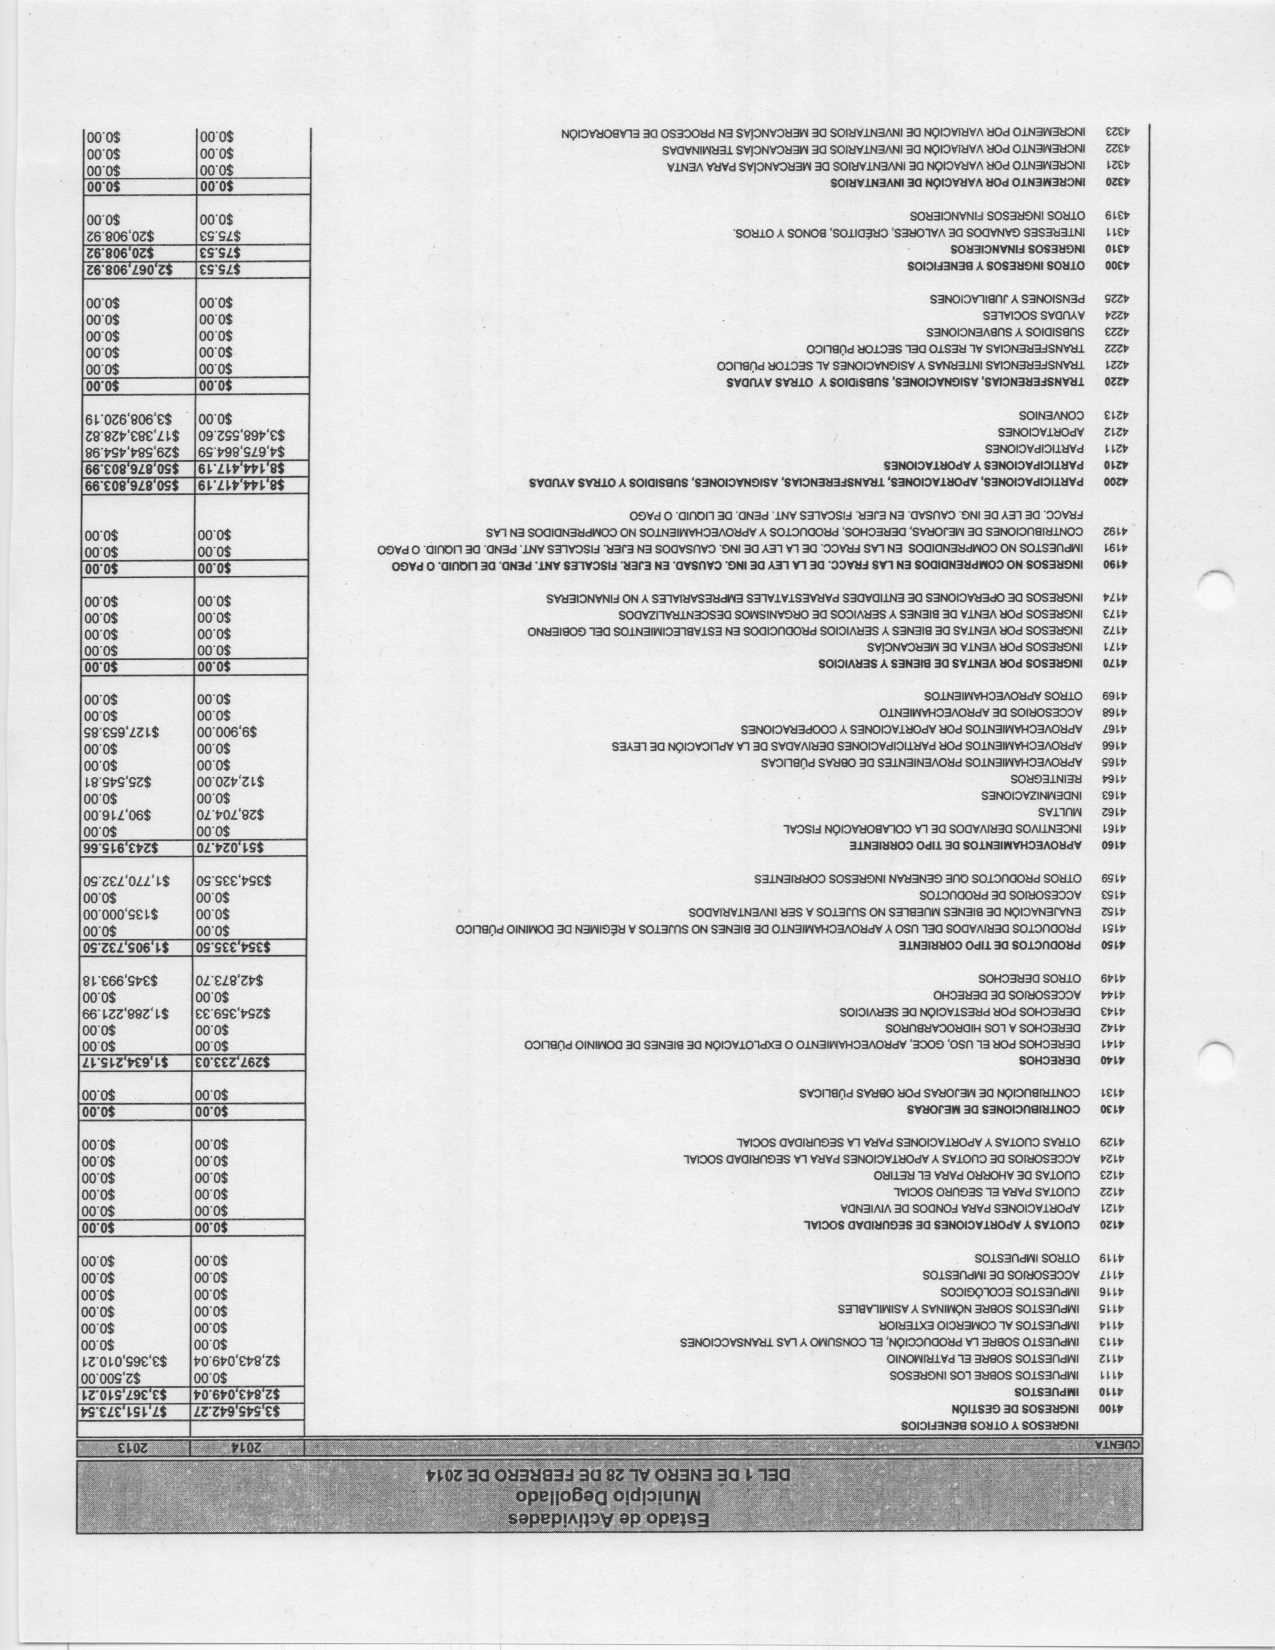 Estado de Actividades
Municipio Degollado
DEL 1 DE ENERO AL 28 DE FEBRERO DE 2014
CUENTA 2014 2013
INGRESOS Y OTROS BENEFICIOS
4100 INGRESOS DE GESTIÓN $3,545,642.27 $7,151,373.54
4110 IMPUESTOS $2,843,049.04 $3,367,510.21
4111 IMPUESTOS SOBRE LOS INGRESOS $0.00 $2,500.00
4112 IMPUESTOS SOBRE EL PATRIMONIO $2,843,049.04 $3,365,010.21
4113 IMPUESTO SOBRE LA PRODUCCIÓN, EL CONSUMO Y LAS TRANSACCIONES $0.00 $0.00
4114 IMPUESTOS AL COMERCIO EXTERIOR $0.00 $0.00
4115 IMPUESTOS SOBRE NÓMINAS Y ASIMILABLES $0.00 $0.00
4116 IMPUESTOS ECOLÓGICOS $0.00 $0.00
4117 ACCESORIOS DE IMPUESTOS $0.00 $0.00
4119 OTROS IMPUESTOS $0.00 $0.00
4120 CUOTAS Y APORTACIONES DE SEGURIDAD SOCIAL $0.00 $0.00
4121 APORTACIONES PARA FONDOS DE VIVIENDA $0.00 $0.00
4122 CUOTAS PARA EL SEGURO SOCIAL $0.00 $0.00
4123 CUOTAS DE AHORRO PARA EL RETIRO $0.00 $0.00
4124 ACCESORIOS DE CUOTAS Y APORTACIONES PARA LA SEGURIDAD SOCIAL $0.00 $0.00
4129 OTRAS CUOTAS Y APORTACIONES PARA LA SEGURIDAD SOCIAL $0.00 $0.00
4130 CONTRIBUCIONES DE MEJORAS $0.00 $0.00
4131 CONTRIBUCIÓN DE MEJORAS POR OBRAS PÚBLICAS $0.00 $0.00
4140 DERECHOS $297,233.03 $1,634,215.17
4141 DERECHOS POR EL USO, GOCE, APROVECHAMIENTO O EXPLOTACIÓN DE BIENES DE DOMINIO PÚBLICO $0.00 $0.00
4142 DERECHOS A LOS HIDROCARBUROS $0.00 $0.00
4143 DERECHOS POR PRESTACIÓN DE SERVICIOS $254,359.33 $1,288,221.99
4144 ACCESORIOS DE DERECHO $0.00 $0.00
4149 OTROS DERECHOS $42,873.70 $345,993.18
4150 PRODUCTOS DE TIPO CORRIENTE $354,335.50 $1,905,732.50
4151 PRODUCTOS DERIVADOS DEL USO Y APROVECHAMIENTO DE BIENES NO SUJETOS A RÉGIMEN DE DOMINIO PÚBLICO $0.00 $0.00
4152 ENAJENACIÓN DE BIENES MUEBLES NO SUJETOS A SER INVENTARIADOS $0.00 $135,000.00
4153 ACCESORIOS DE PRODUCTOS $0.00 $0.00
4159 OTROS PRODUCTOS QUE GENERAN INGRESOS CORRIENTES $354,335.50 $1,770,732.50
4160 APROVECHAMIENTOS DE TIPO CORRIENTE $51,024.70 $243,915.66
4161 INCENTIVOS DERIVADOS DE LA COLABORACIÓN FISCAL $0.00 $0.00
4162 MULTAS $28,704.70 $90,716.00
4163 INDEMNIZACIONES $0.00 $0.00
4164 REINTEGROS $12,420.00 $25,545.81
4165 APROVECHAMIENTOS PROVENIENTES DE OBRAS PÚBLICAS $0.00 $0.00
4166 APROVECHAMIENTOS POR PARTICIPACIONES DERIVADAS DE LA APLICACIÓN DE LEYES $0.00 $0.00
4167 APROVECHAMIENTOS POR APORTACIONES Y COOPERACIONES $9,900.00 $127,653.85
4168 ACCESORIOS DE APROVECHAMIENTO $0.00 $0.00
4169 OTROS APROVECHAMIENTOS $0.00 $0.00
4170 INGRESOS POR VENTAS DE BIENES Y SERVICIOS $0.00 $0.00
4171 INGRESOS POR VENTA DE MERCANCÍAS $0.00 $0.00
4172 INGRESOS POR VENTAS DE BIENES Y SERVICIOS PRODUCIDOS EN ESTABLECIMIENTOS DEL GOBIERNO $0.00 $0.00
4173 INGRESOS POR VENTA DE BIENES Y SERVICOS DE ORGANISMOS DESCENTRALIZADOS $0.00 $0.00
4174 INGRESOS DE OPERACIONES DE ENTIDADES PARAESTATALES EMPRESARIALES Y NO FINANCIERAS $0.00 $0.00
4190 INGRESOS NO COMPRENDIDOS EN LAS FRACC. DE LA LEY DE ING. CAUSAD. EN EJER. FISCALES ANT. PEND. DE LIQUID. O PAGO $0.00 $0.00
4191 IMPUESTOS NO COMPRENDIDOS EN LAS FRACC. DE LA LEY DE ING. CAUSADOS EN EJER. FISCALES ANT. PEND. DE LIQUID. O PAGO $0.00 $0.00
4192 CONTRIBUCIONES DE MEJORAS, DERECHOS, PRODUCTOS Y APROVECHAMIENTOS NO COMPRENDIDOS EN LAS $0.00 $0.00
FRACC. DE LEY DE ING. CAUSAD. EN EJER. FISCALES ANT. PEND. DE LIQUID. O PAGO
4200 PARTICIPACIONES, APORTACIONES, TRANSFERENCIAS, ASIGNACIONES, SUBSIDIOS Y OTRAS AYUDAS $8,144,417.19 $50,876,803.99
4210 PARTICIPACIONES Y APORTACIONES $8,144,417.19 $50,876,803.99
4211 PARTICIPACIONES $4,675,864.59 $29,584,454.98
4212 APORTACIONES $3,468,552.60 $17,383,428.82
4213 CONVENIOS $0.00 $3,908,920.19
4220 TRANSFERENCIAS, ASIGNACIONES, SUBSIDIOS Y OTRAS AYUDAS $0.00 $0.00
4221 TRANSFERENCIAS INTERNAS Y ASIGNACIONES AL SECTOR PÚBLICO $0.00 $0.00
4222 TRANSFERENCIAS AL RESTO DEL SECTOR PÚBLICO $0.00 $0.00
4223 SUBSIDIOS Y SUBVENCIONES $0.00 $0.00
4224 AYUDAS SOCIALES $0.00 $0.00
4225 PENSIONES Y JUBILACIONES $0.00 $0.00
4300 OTROS INGRESOS Y BENEFICIOS $75.53 $2,067,908.92
4310 INGRESOS FINANCIEROS $75.53 $20,908.92
4311 INTERESES GANADOS DE VALORES, CRÉDITOS, BONOS Y OTROS. $75.53 $20,908.92
4319 OTROS INGRESOS FINANCIEROS $0.00 $0.00
4320 INCREMENTO POR VARACIÓN DE INVENTARIOS $0.00 $0.00
4321 INCREMENTO POR VARACIÓN DE INVENTARIOS DE MERCANCÍAS PARA VENTA $0.00 $0.00
4322 INCREMENTO POR VARIACIÓN DE INVENTARIOS DE MERCANCÍAS TERMINADAS $0.00 $0.00
4323 INCREMENTO POR VARIACIÓN DE INVENTARIOS DE MERCANCÍAS EN PROCESO DE ELABORACIÓN $0.00 $0.00